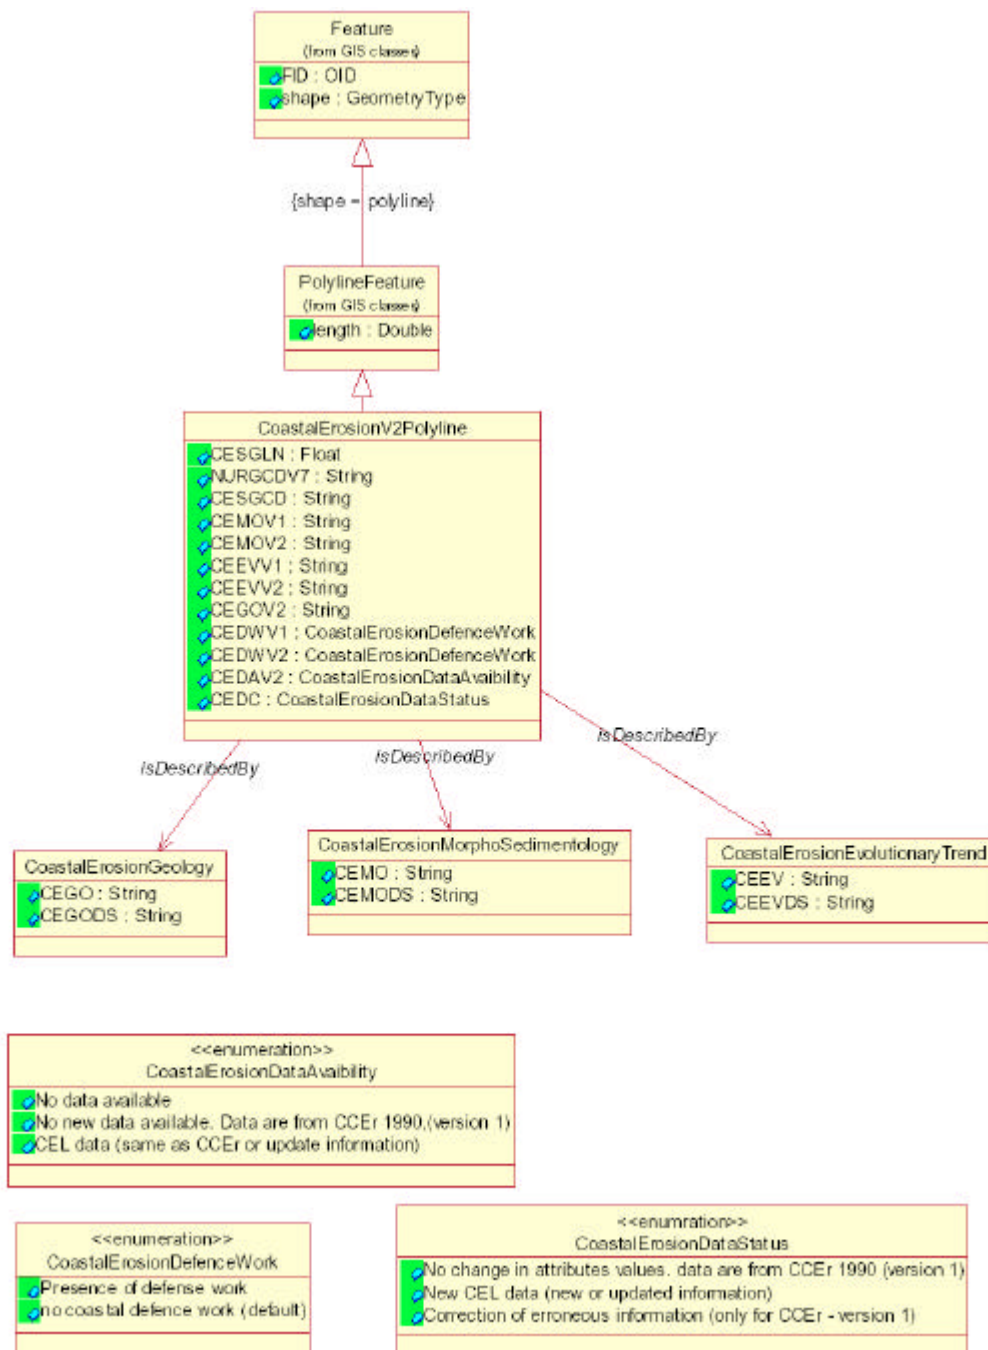 Feature
(from GIS classes)
FID : OID
shape : GeometryType
{shape = polyline}
PolylineFeature
(from GIS classes)
length : Double
CoastalErosionV2Polyline
CESGLN : Float
NURGCDV7 : String
CESGCD : String
CEMOV1 : String
CEMOV2 : String
CEEVV1 : String
CEEVV2 : String
CEGOV2 : String
CEDWV1 : CoastalErosionDefenceWork
CEDWV2 : CoastalErosionDefenceWork
CEDAV2 : CoastalErosionDataAvaibility
CEDC : CoastalErosionDataStatus
isDescribedBy
isDescribedBy
isDescribedBy
CoastalErosionGeology
CEGO : String
CEGODS : String
CoastalErosionMorphoSedimentology
CEMO : String
CEMODS : String
CoastalErosionEvolutionaryTrend
CEEV : String
CEEVDS : String
<<enumeration>>
CoastalErosionDataAvaibility
No data available
No new data available. Data are from CCEr 1990,(version 1)
CEL data (same as CCEr or update information)
<<enumeration>>
CoastalErosionDefenceWork
Presence of defense work
no coastal defence work (default)
<<enumration>>
CoastalErosionDataStatus
No change in attributes values. data are from CCEr 1990 (version 1)
New CEL data (new or updated information)
Correction of erroneous information (only for CCEr - version 1)